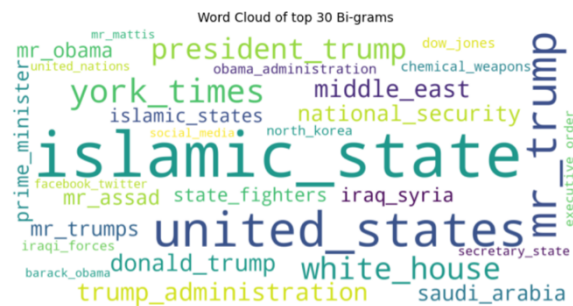 Word Cloud of top 30 Bi-grams
mr_mattis
mr_obama
president_trump
dow_jones
united_nations
obama_administration
chemical_weapons
york_times
middle_east
prime_minister
islamic_states
national_security
mr_trump
executive_order
social_media
north_korea
islamic_state
facebook_twitter
mr_assad
state_fighters
iraq_syria
mr_trumps
united_states
iraqi_forces
secretary_state
donald_trump
white_house
barack_obama
trump_administration
saudi_arabia